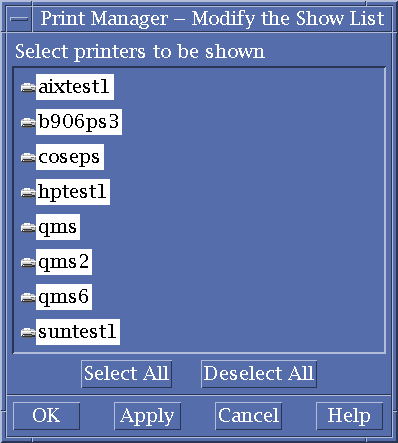 Print Manager – Modify the Show List
Select printers to be shown
aixtest1
b906ps3
coseps
hptest1
qms
qms2
qms6
suntest1
Select All Deselect All
OK Apply Cancel Help